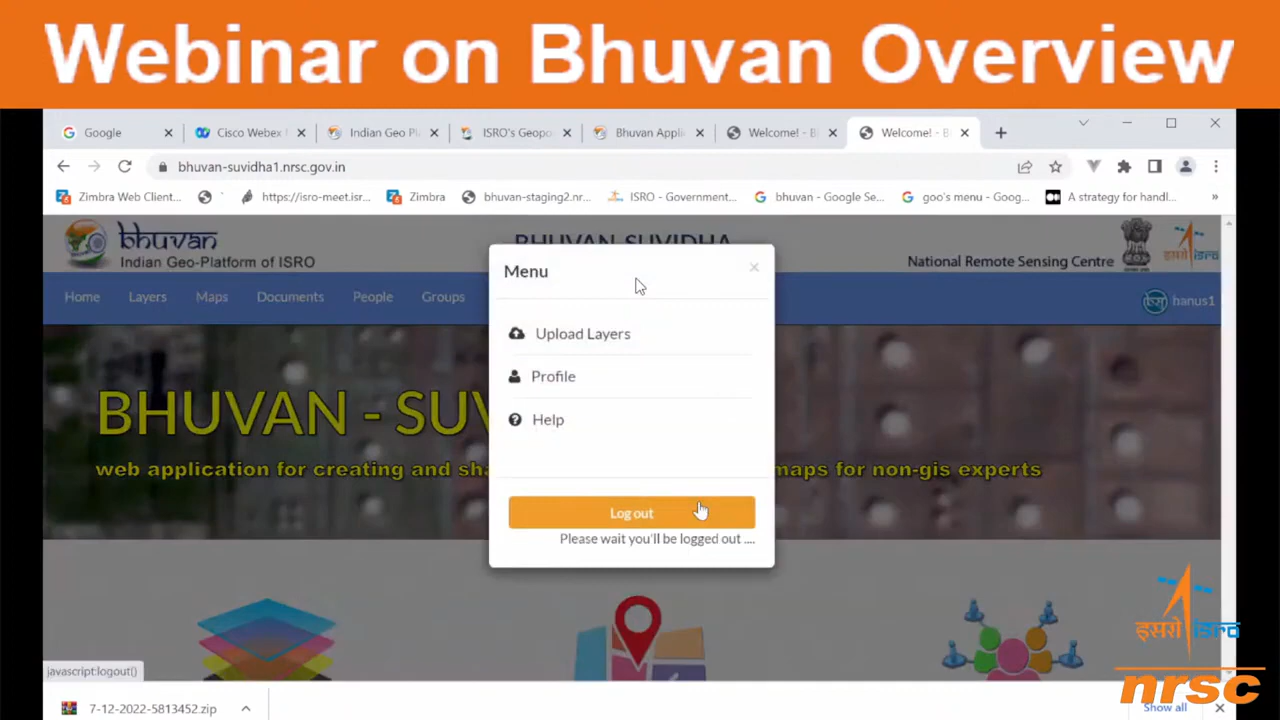 Webinar on Bhuvan Overview
Google
Cisco Webex
Indian Geo Pl
ISRO's Geopo
Bhuvan Appli
Welcome! - B
Welcome! - B
bhuvan-suvidha1.nrsc.gov.in
Zimbra Web Client...
https://isro-meet.isr...
Zimbra
bhuvan-staging2.nr...
ISRO - Government...
bhuvan - Google Se...
goo's menu - Goog...
A strategy for handl...
»
bhuvan
Indian Geo-Platform of ISRO
BHUVAN-SUVIDHA
National Remote Sensing Centre
इसरो isro
Home
Layers
Maps
Documents
People
Groups
hanus1
Menu
×
Upload Layers
Profile
Help
Log out
Please wait you'll be logged out ....
BHUVAN - SUV
web application for creating and sha
maps for non-gis experts
इसरो isro
nrsc
javascript:logout()
7-12-2022-5813452.zip
Show all